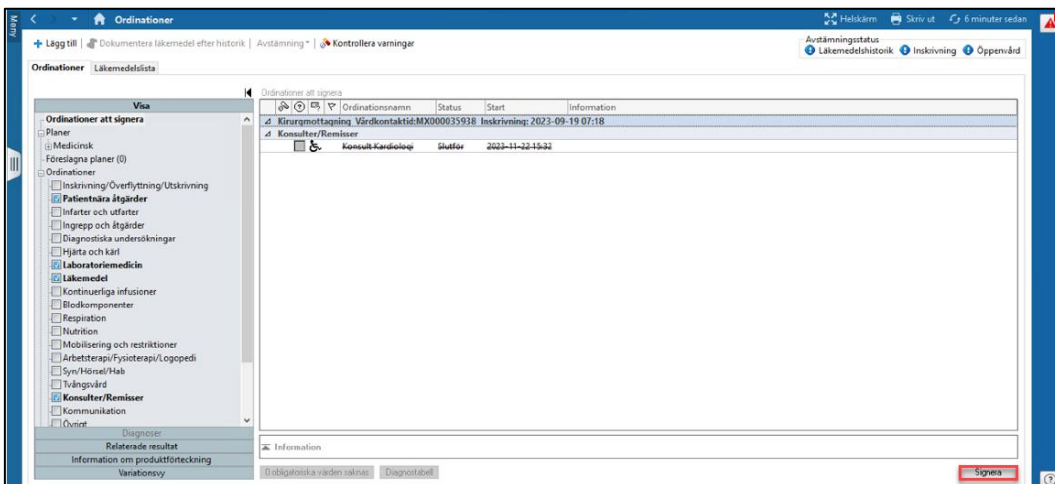 Meny
Ordinationer
Helskärm Skriv ut 6 minuter sedan
Lägg till Dokumentera läkemedel efter historik Avstämning Kontrollera varningar
Avstämningsstatus
Läkemedelshistorik Inskrivning Öppenvård
Ordinationer Läkemedelslista
Ordinationer att signera
Visa
Ordinationer att signera
Planer
Medicinsk
Föreslagna planer (0)
Ordinationer
Inskrivning/Överflyttning/Utskrivning
Patientnära åtgärder
Infarter och utfarter
Ingrepp och åtgärder
Diagnostiska undersökningar
Hjärta och kärl
Laboratoriemedicin
Läkemedel
Kontinuerliga infusioner
Blodkomponenter
Respiration
Nutrition
Mobilisering och restriktioner
Arbetsterapi/Fysioterapi/Logopedi
Syn/Hörsel/Hab
Tvångsvård
Konsulter/Remisser
Kommunikation
Övrigt
Diagnoser
Relaterade resultat
Information om produktförteckning
Variationsvy
Ordinationsnamn Status Start Information
Kirurgmottagning Vårdkontaktid:MX000035938 Inskrivning: 2023-09-19 07:18
Konsulter/Remisser
Konsult Kardiologi Slutför 2023-11-22 15:32
Information
0 obligatoriska värden saknas Diagnostabell
Signera